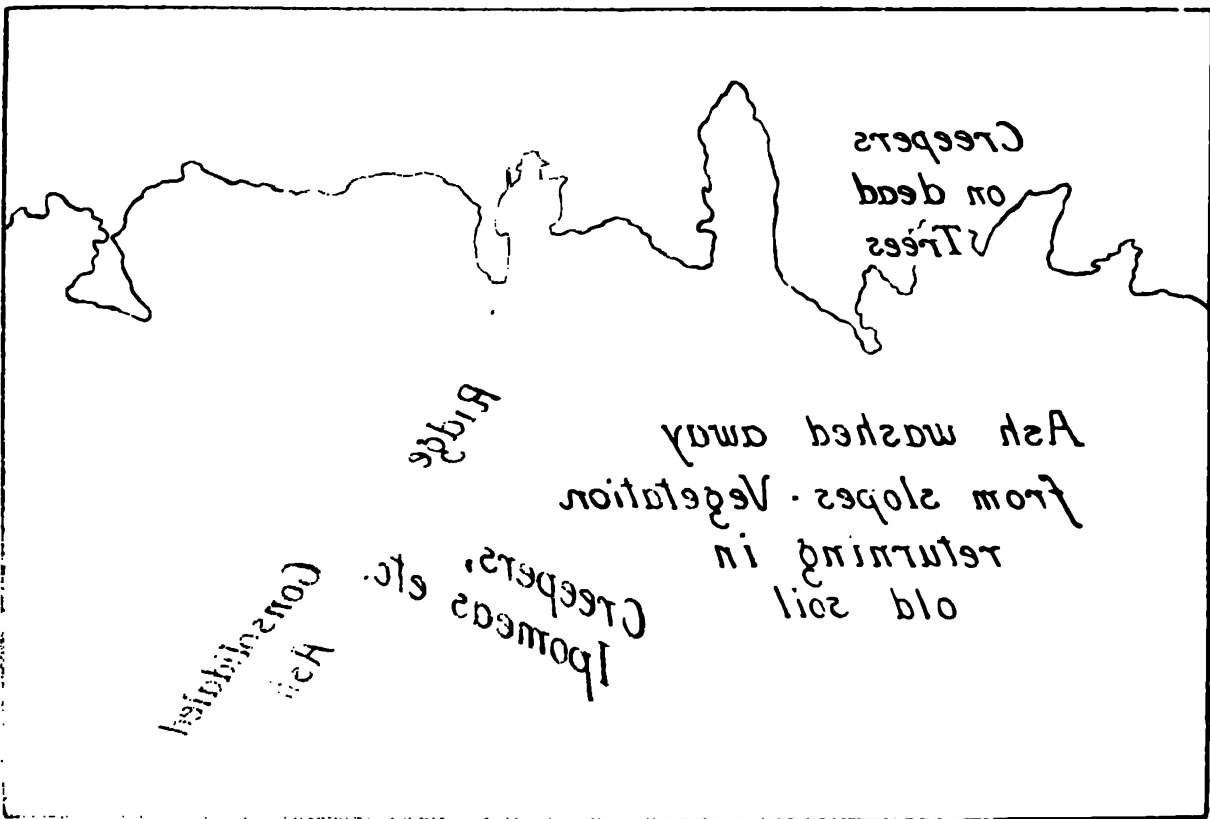 Creepers
on dead
Trees
Ridge
Ash washed away
from slopes. Vegetation
returning in
old soil
Creepers,
Ipomeas etc.
Consolidated
Ash